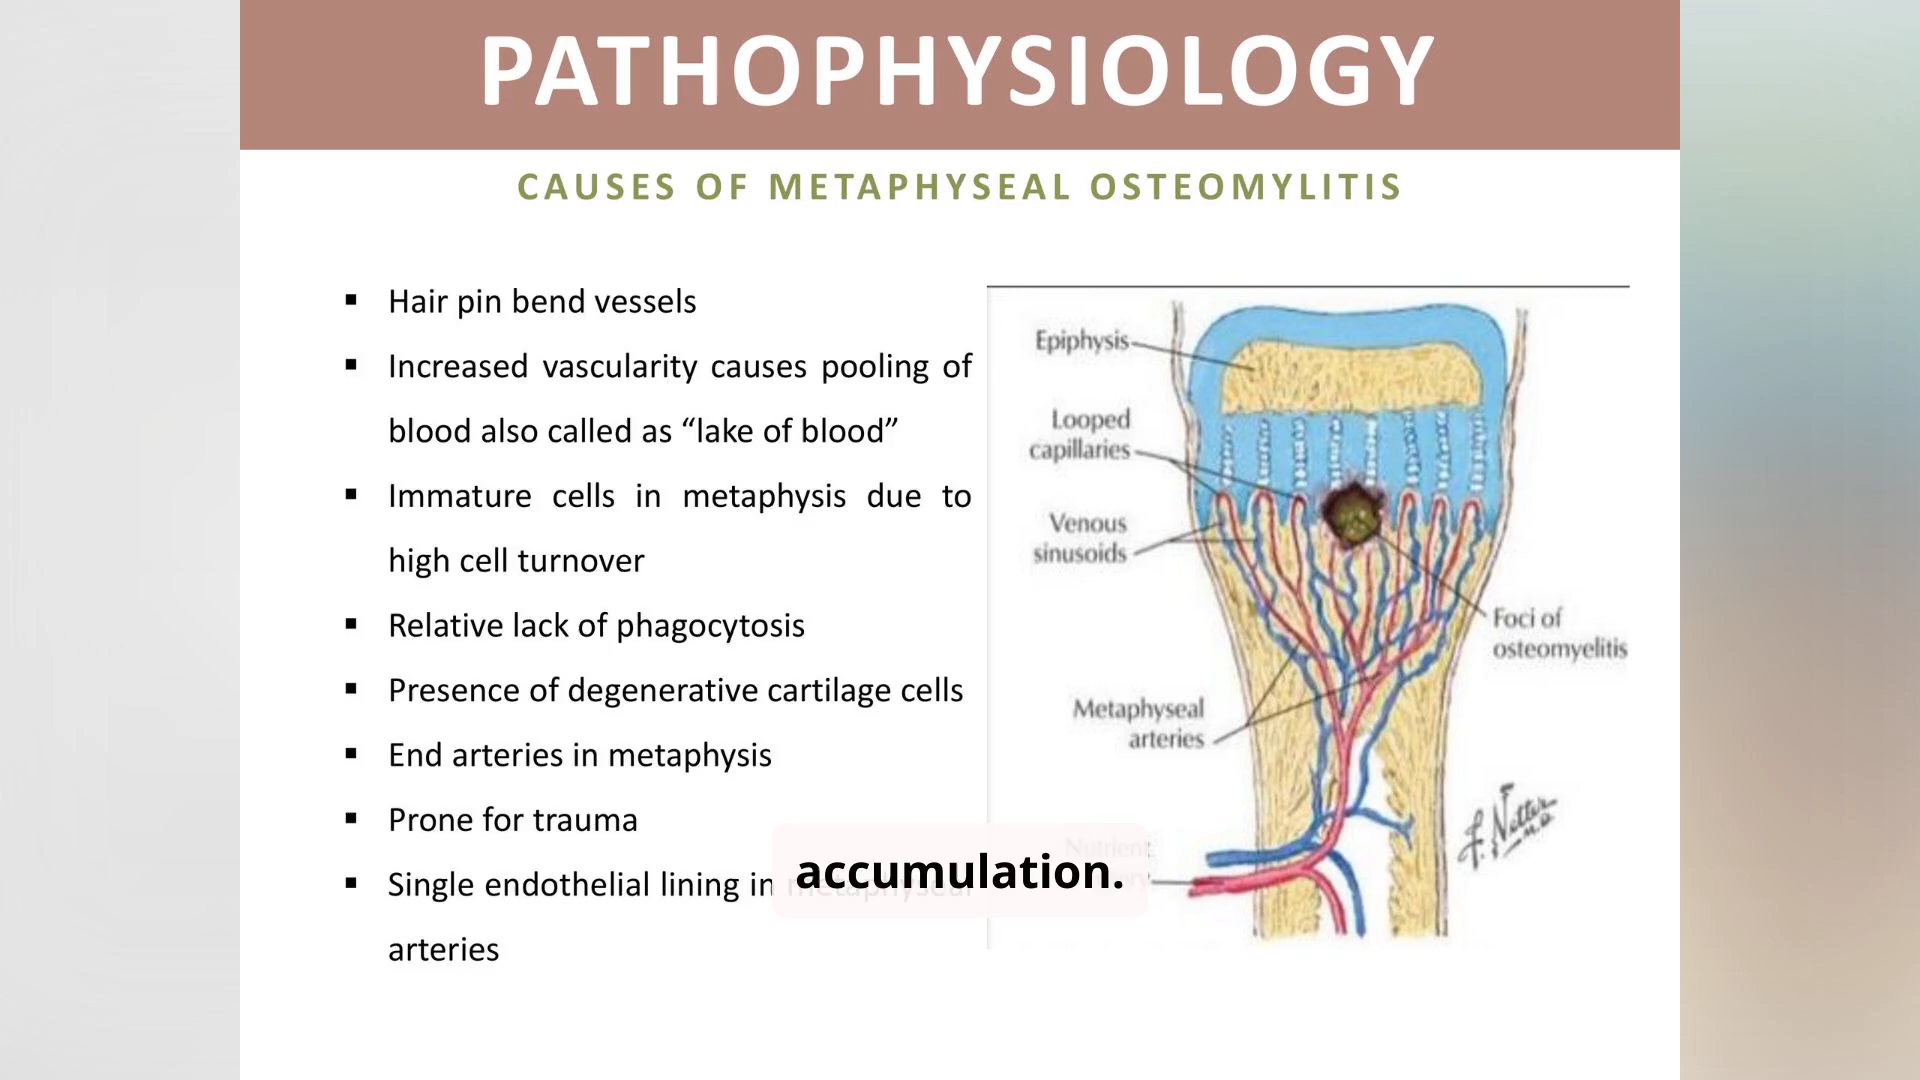 PATHOPHYSIOLOGY
CAUSES OF METAPHYSEAL OSTEOMYLITIS
▪ Hair pin bend vessels
▪ Increased vascularity causes pooling of
blood also called as “lake of blood”
▪ Immature cells in metaphysis due to
high cell turnover
▪ Relative lack of phagocytosis
▪ Presence of degenerative cartilage cells
▪ End arteries in metaphysis
▪ Prone for trauma
▪ Single endothelial lining in metaphyseal
arteries
Epiphysis
Looped
capillaries
Venous
sinusoids
Foci of
osteomyelitis
Metaphyseal
arteries
Nutrient
F. Netter
M.D.
accumulation.